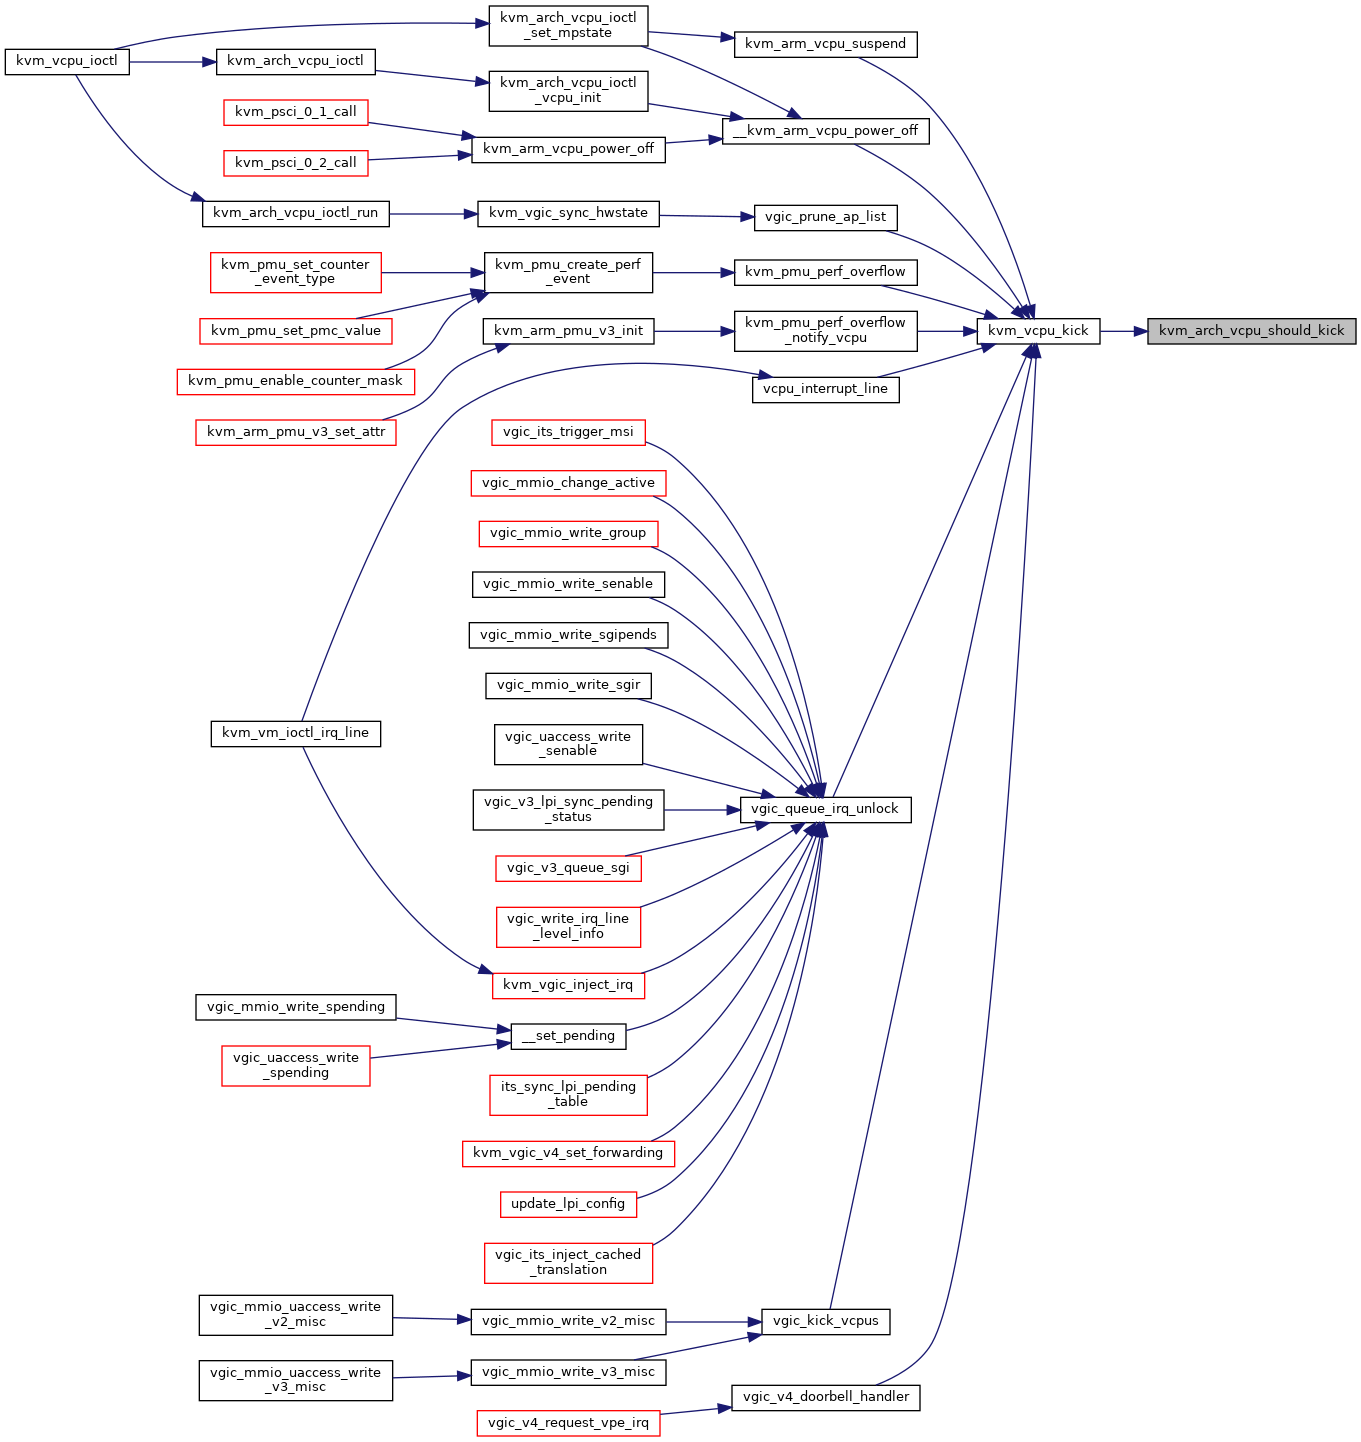 kvm_arch_vcpu_ioctl
_set_mpstate
kvm_arm_vcpu_suspend
kvm_vcpu_ioctl
kvm_arch_vcpu_ioctl
kvm_arch_vcpu_ioctl
_vcpu_init
kvm_psci_0_1_call
__kvm_arm_vcpu_power_off
kvm_arm_vcpu_power_off
kvm_psci_0_2_call
kvm_arch_vcpu_ioctl_run
kvm_vgic_sync_hwstate
vgic_prune_ap_list
kvm_pmu_set_counter
_event_type
kvm_pmu_create_perf
_event
kvm_pmu_perf_overflow
kvm_pmu_set_pmc_value
kvm_arm_pmu_v3_init
kvm_pmu_perf_overflow
_notify_vcpu
kvm_vcpu_kick
kvm_arch_vcpu_should_kick
kvm_pmu_enable_counter_mask
vcpu_interrupt_line
kvm_arm_pmu_v3_set_attr
vgic_its_trigger_msi
vgic_mmio_change_active
vgic_mmio_write_group
vgic_mmio_write_senable
vgic_mmio_write_sgipends
vgic_mmio_write_sgir
kvm_vm_ioctl_irq_line
vgic_uaccess_write
_senable
vgic_v3_lpi_sync_pending
_status
vgic_queue_irq_unlock
vgic_v3_queue_sgi
vgic_write_irq_line
_level_info
kvm_vgic_inject_irq
vgic_mmio_write_spending
__set_pending
vgic_uaccess_write
_spending
its_sync_lpi_pending
_table
kvm_vgic_v4_set_forwarding
update_lpi_config
vgic_its_inject_cached
_translation
vgic_mmio_uaccess_write
_v2_misc
vgic_mmio_write_v2_misc
vgic_kick_vcpus
vgic_mmio_uaccess_write
_v3_misc
vgic_mmio_write_v3_misc
vgic_v4_doorbell_handler
vgic_v4_request_vpe_irq